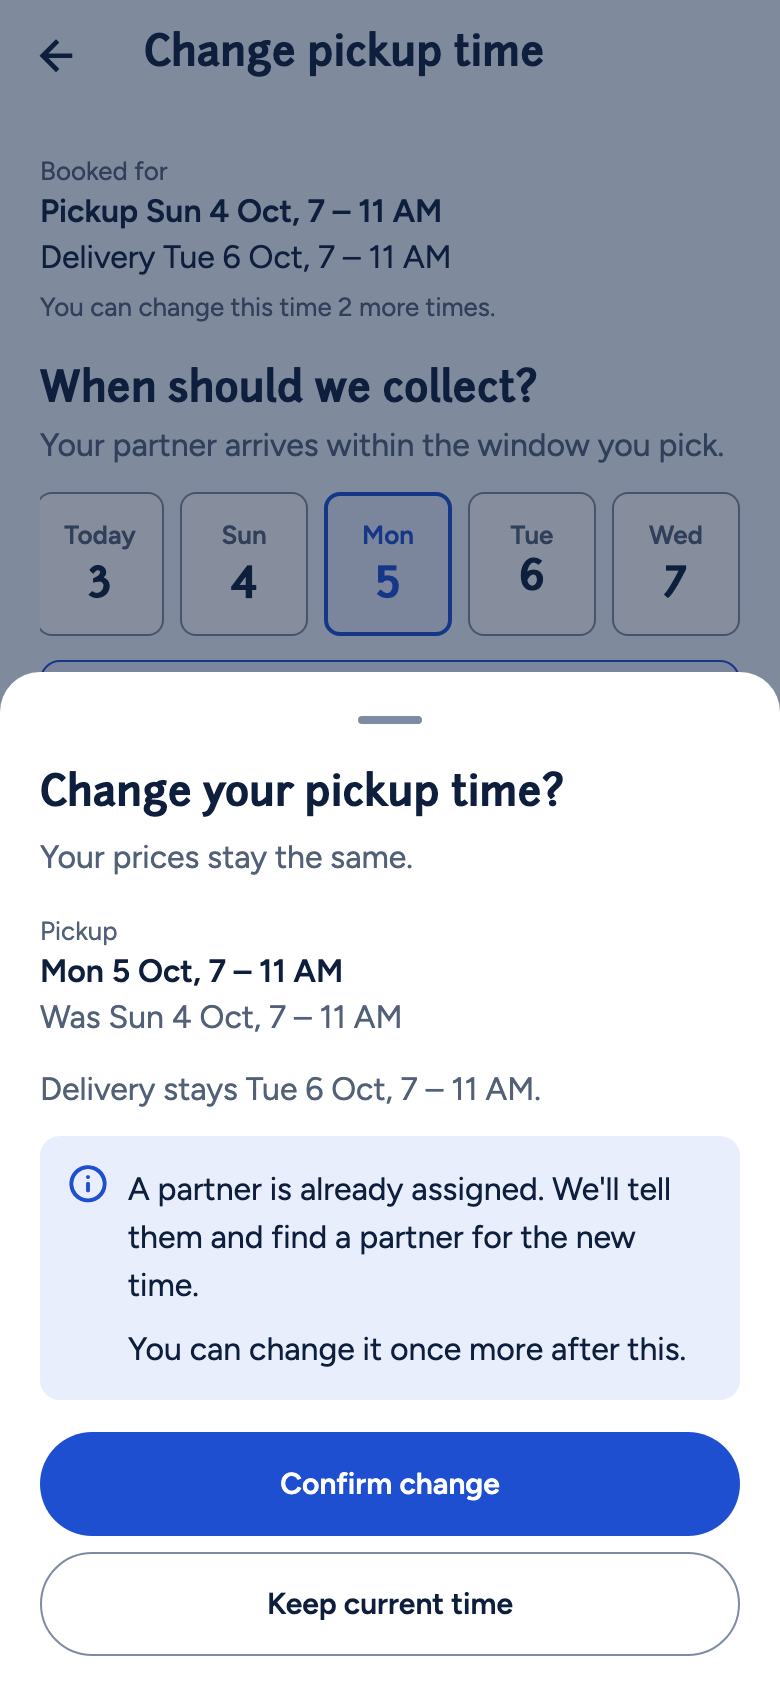 Change pickup time
Booked for
Pickup Sun 4 Oct, 7 – 11 AM
Delivery Tue 6 Oct, 7 – 11 AM
You can change this time 2 more times.
When should we collect?
Your partner arrives within the window you pick.
Today Sun Mon Tue Wed
3 4 5 6 7
Change your pickup time?
Your prices stay the same.
Pickup
Mon 5 Oct, 7 – 11 AM
Was Sun 4 Oct, 7 – 11 AM
Delivery stays Tue 6 Oct, 7 – 11 AM.
A partner is already assigned. We'll tell
them and find a partner for the new
time.
You can change it once more after this.
Confirm change
Keep current time